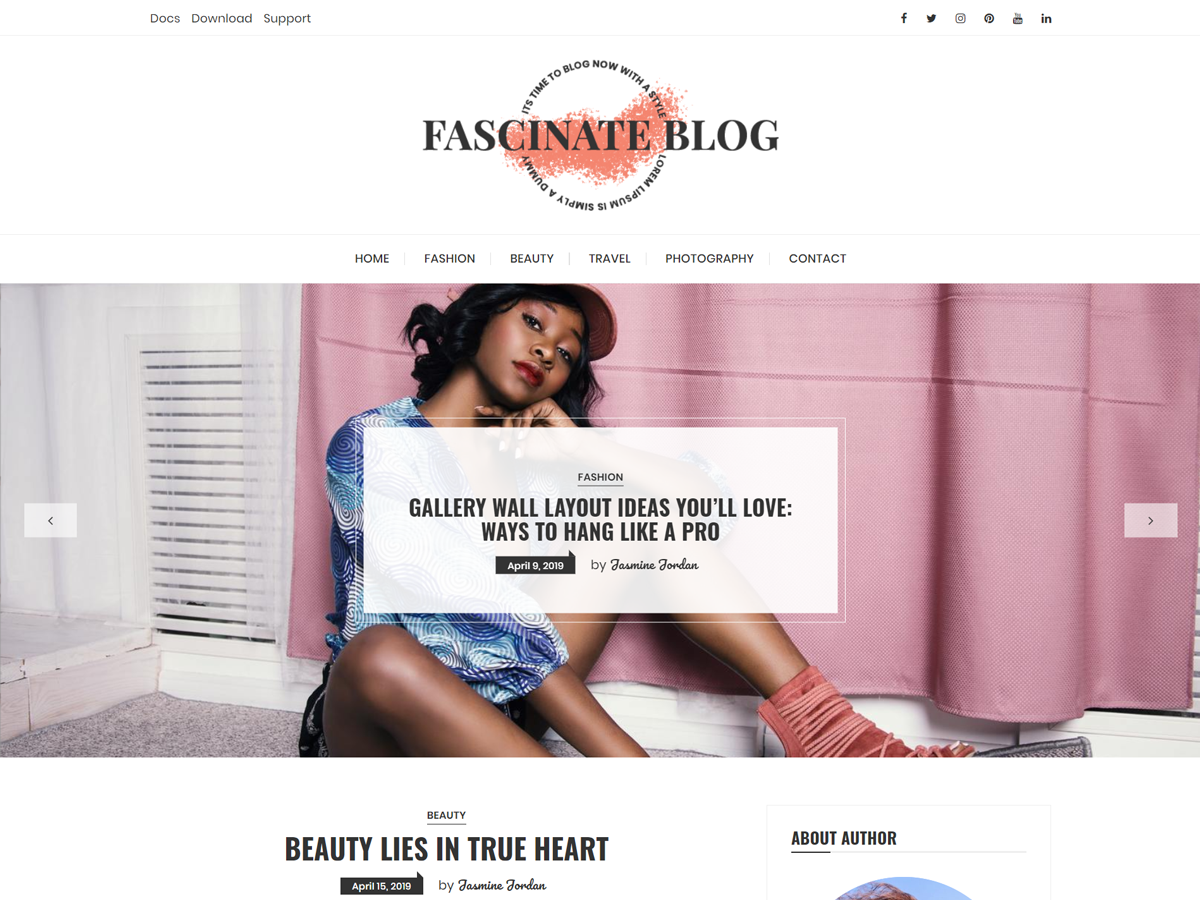 Docs Download Support
ITS TIME TO BLOG NOW WITH A STYLE
FASCINATE BLOG
LOREM LIPSUM IS SIMPLY A DUMMY
HOME FASHION BEAUTY TRAVEL PHOTOGRAPHY CONTACT
FASHION
GALLERY WALL LAYOUT IDEAS YOU’LL LOVE:
WAYS TO HANG LIKE A PRO
April 9, 2019 by Jasmine Jordan
BEAUTY
BEAUTY LIES IN TRUE HEART
April 15, 2019 by Jasmine Jordan
ABOUT AUTHOR